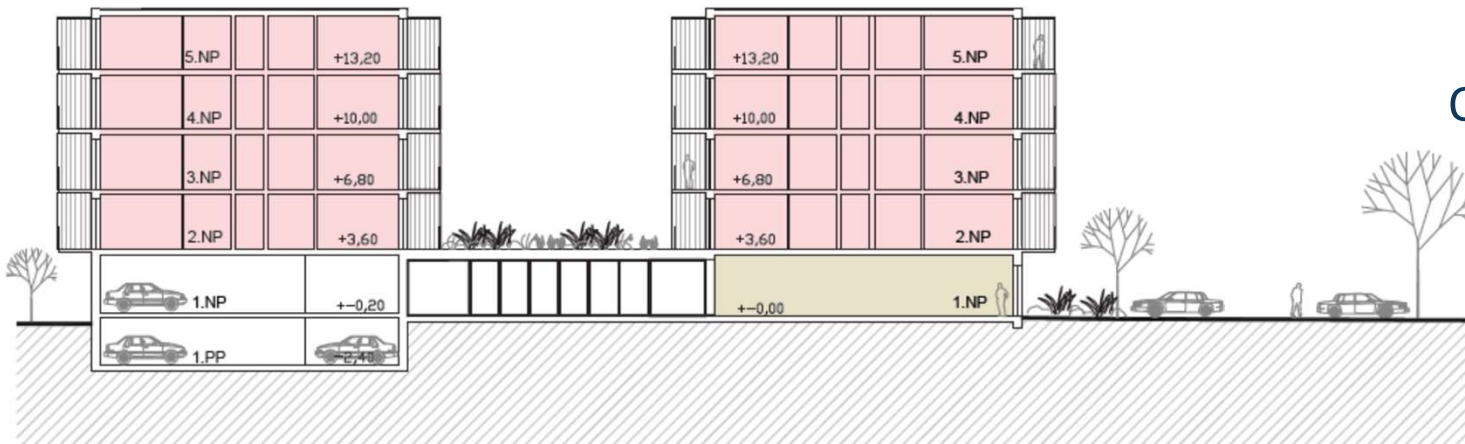 5.NP +13,20 +13,20 5.NP
4.NP +10,00 +10,00 4.NP
3.NP +6,80 +6,80 3.NP
2.NP +3,60 +3,60 2.NP
1.NP +-0,20 +-0,00 1.NP
1.PP -2,40